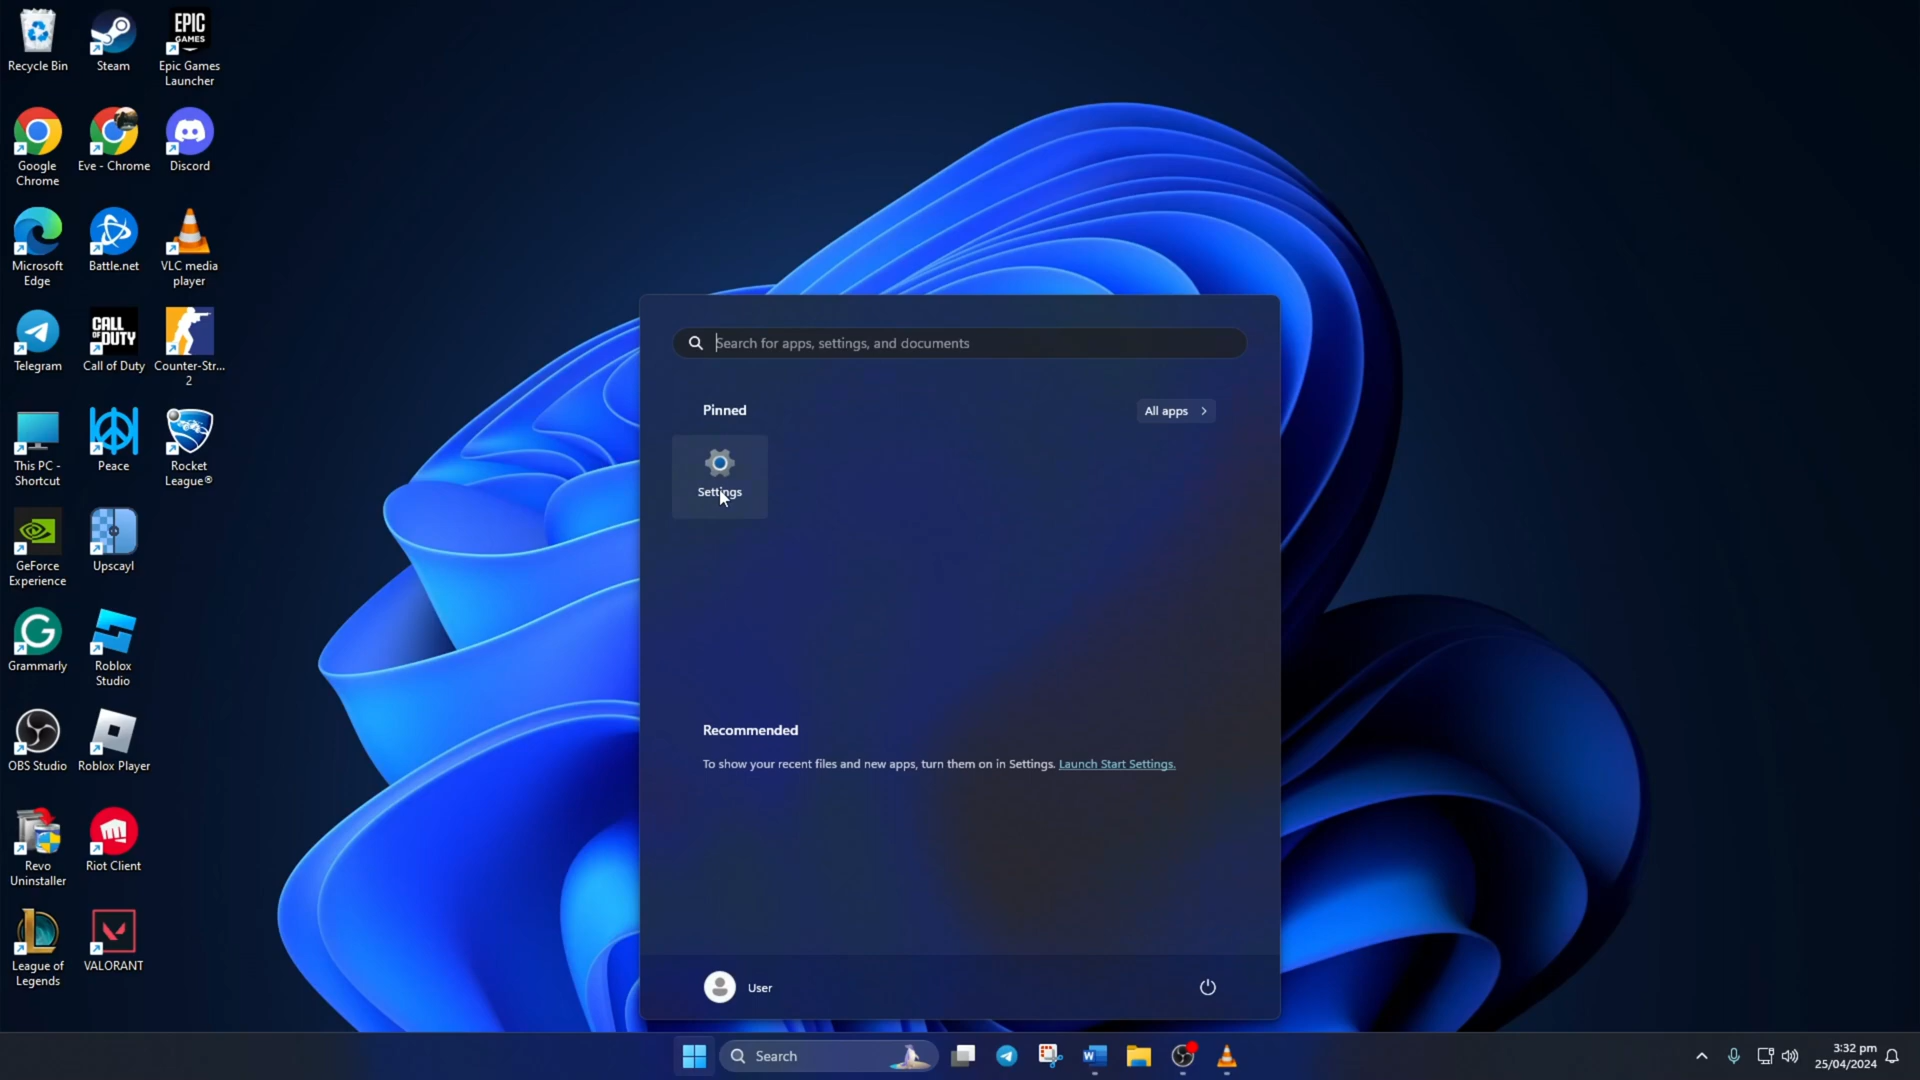 Recycle Bin
Steam
EPIC
GAMES
Epic Games
Launcher
Google
Chrome
Eve - Chrome
Discord
Microsoft
Edge
Battle.net
VLC media
player
Telegram
CALL
OF DUTY
Call of Duty
Counter-Str...
2
This PC -
Shortcut
Peace
Rocket
League®
GeForce
Experience
Upscayl
Grammarly
Roblox
Studio
OBS Studio
Roblox Player
Revo
Uninstaller
Riot Client
League of
Legends
VALORANT
Search for apps, settings, and documents
Pinned
All apps
Settings
Recommended
To show your recent files and new apps, turn them on in Settings. Launch Start Settings.
User
Search
3:32 pm
25/04/2024